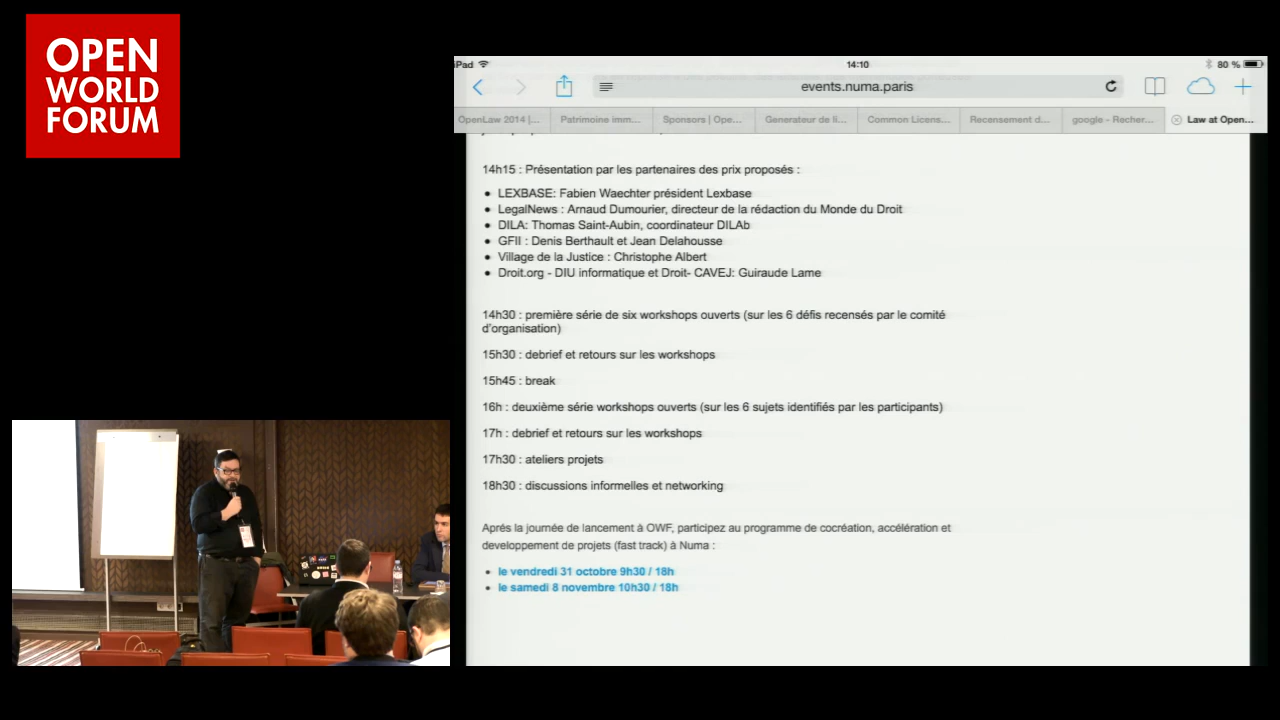 OPEN
WORLD
FORUM
iPad
14:10
80 %
events.numa.paris
OpenLaw 2014 |...
Patrimoine imm...
Sponsors | Ope...
Generateur de li...
Common Licens...
Recensement d...
google - Recher...
Law at Open...
14h15 : Présentation par les partenaires des prix proposés :
• LEXBASE: Fabien Waechter président Lexbase
• LegalNews : Arnaud Dumourier, directeur de la rédaction du Monde du Droit
• DILA: Thomas Saint-Aubin, coordinateur DILAb
• GFII : Denis Berthault et Jean Delahousse
• Village de la Justice : Christophe Albert
• Droit.org - DIU informatique et Droit- CAVEJ: Guiraude Lame
14h30 : première série de six workshops ouverts (sur les 6 défis recensés par le comité
d'organisation)
15h30 : debrief et retours sur les workshops
15h45 : break
16h : deuxième série workshops ouverts (sur les 6 sujets identifiés par les participants)
17h : debrief et retours sur les workshops
17h30 : ateliers projets
18h30 : discussions informelles et networking
Aprés la journée de lancement à OWF, participez au programme de cocréation, accélération et
developpement de projets (fast track) à Numa :
• le vendredi 31 octobre 9h30 / 18h
• le samedi 8 novembre 10h30 / 18h